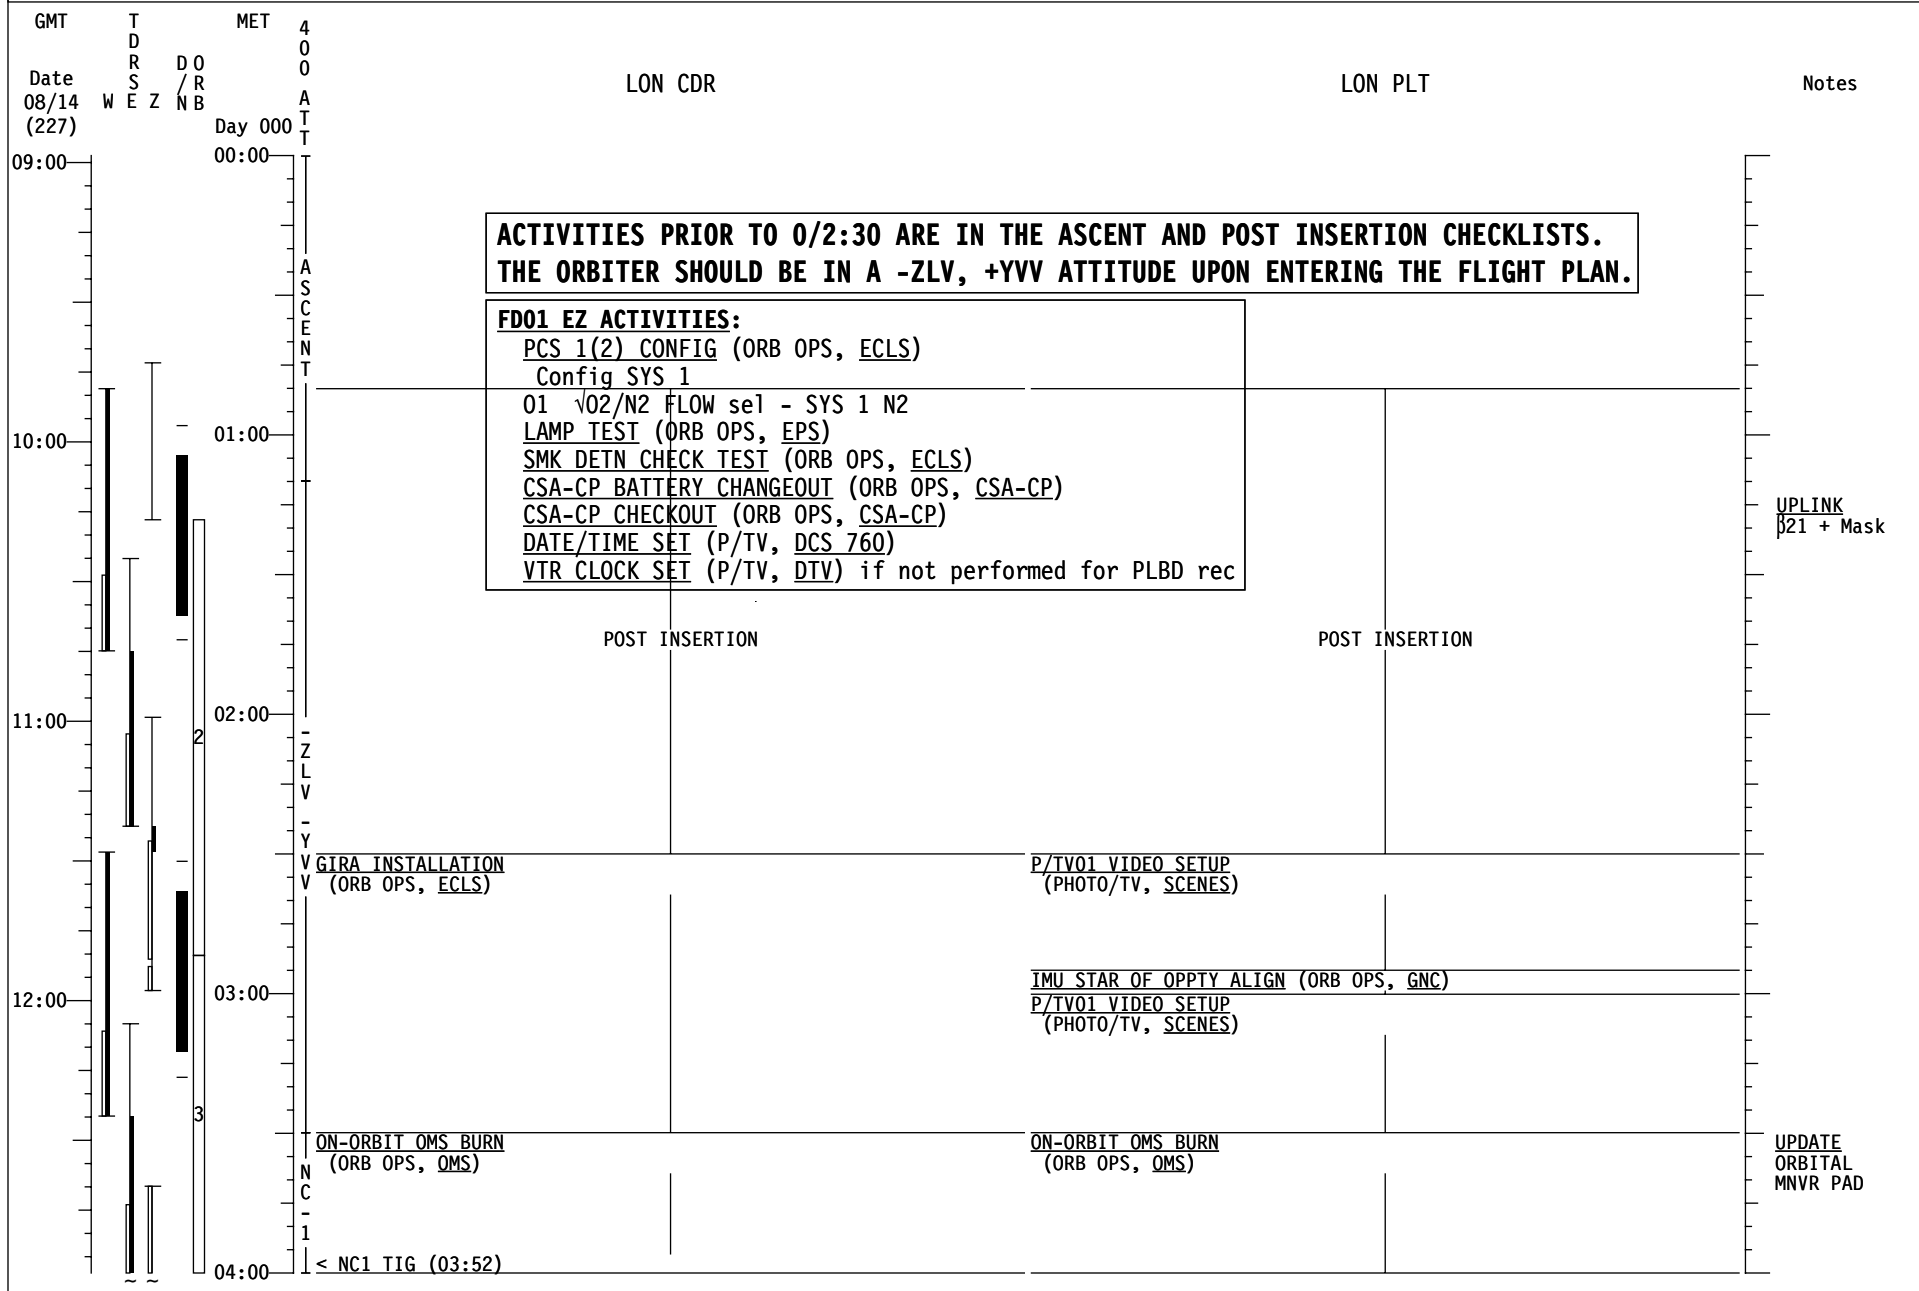 GMT
TDRS
MET
400 ATT
Date
08/14
(227)
W E Z
D/N
ORB
Day 000
LON CDR
LON PLT
Notes
09:00
00:00
ASCENT
ACTIVITIES PRIOR TO 0/2:30 ARE IN THE ASCENT AND POST INSERTION CHECKLISTS.
THE ORBITER SHOULD BE IN A -ZLV, +YVV ATTITUDE UPON ENTERING THE FLIGHT PLAN.
FD01 EZ ACTIVITIES:
PCS 1(2) CONFIG (ORB OPS, ECLS)
Config SYS 1
O1 √O2/N2 FLOW sel - SYS 1 N2
LAMP TEST (ORB OPS, EPS)
SMK DETN CHECK TEST (ORB OPS, ECLS)
CSA-CP BATTERY CHANGEOUT (ORB OPS, CSA-CP)
CSA-CP CHECKOUT (ORB OPS, CSA-CP)
DATE/TIME SET (P/TV, DCS 760)
VTR CLOCK SET (P/TV, DTV) if not performed for PLBD rec
10:00
01:00
UPLINK
β21 + Mask
POST INSERTION
POST INSERTION
11:00
02:00
2
-ZLV -YVV
GIRA INSTALLATION
(ORB OPS, ECLS)
P/TV01 VIDEO SETUP
(PHOTO/TV, SCENES)
IMU STAR OF OPPTY ALIGN (ORB OPS, GNC)
12:00
03:00
P/TV01 VIDEO SETUP
(PHOTO/TV, SCENES)
3
ON-ORBIT OMS BURN
(ORB OPS, OMS)
ON-ORBIT OMS BURN
(ORB OPS, OMS)
UPDATE
ORBITAL
MNVR PAD
NC-1
< NC1 TIG (03:52)
04:00
~ ~